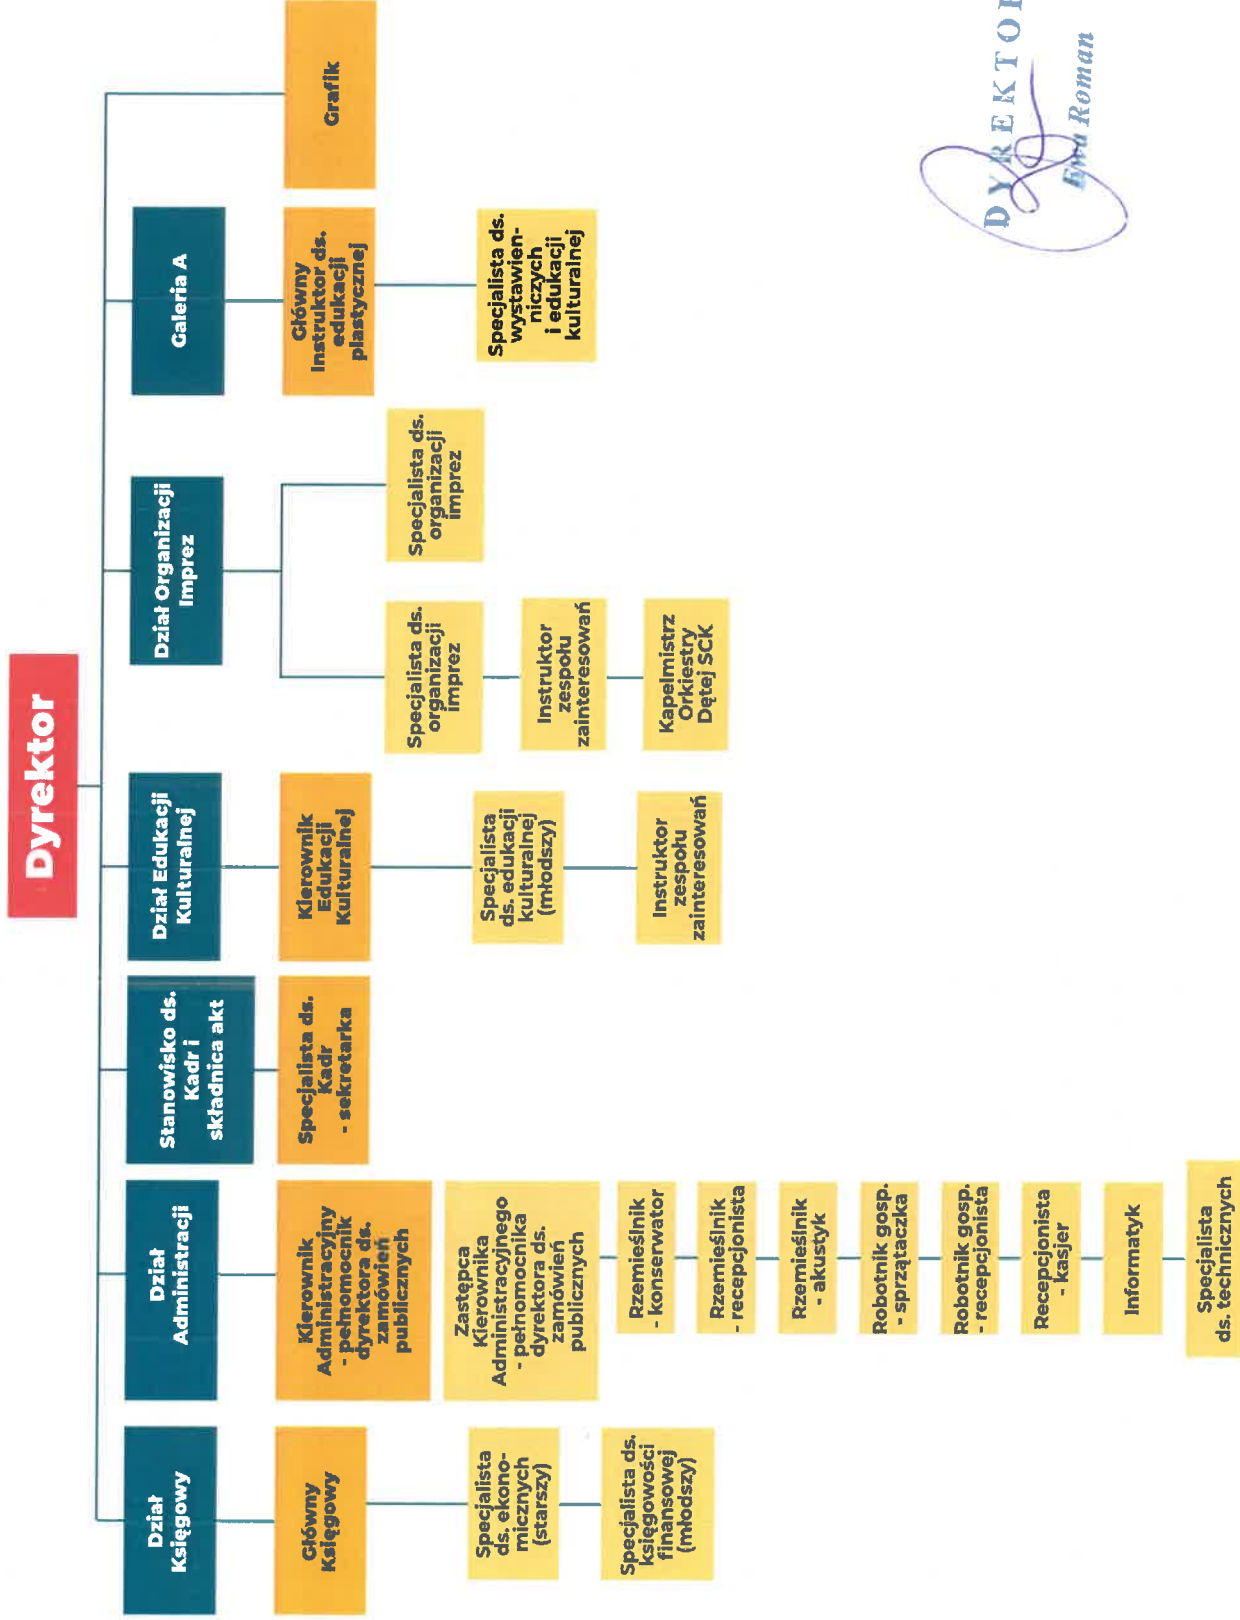 Dyrektor
Dział
Księgowy
Główny
Księgowy
Specjalista
ds. ekono-
micznych
(starszy)
Specjalista ds.
księgowości
finansowej
(młodszy)
Dział
Administracji
Kierownik
Administracyjny
- pełnomocnik
dyrektora ds.
zamówień
publicznych
Zastępca
Kierownika
Administracyjnego
- pełnomocnika
dyrektora ds.
zamówień
publicznych
Rzemieślnik
- konserwator
Rzemieślnik
- recepcjonista
Rzemieślnik
- akustyk
Robotnik gosp.
- sprzątaczka
Robotnik gosp.
- recepcjonista
Recepcjonista
- kasjer
Informatyk
Specjalista
ds. technicznych
Stanowisko ds.
Kadr i
składnica akt
Specjalista ds.
Kadr
- sekretarka
Dział Edukacji
Kulturalnej
Kierownik
Edukacji
Kulturalnej
Specjalista
ds. edukacji
kulturalnej
(młodszy)
Instruktor
zespołu
zainteresowań
Dział Organizacji
Imprez
Specjalista ds.
organizacji
imprez
Instruktor
zespołu
zainteresowań
Kapelmistrz
Orkiestry
Dętej SCK
Specjalista ds.
organizacji
imprez
Galeria A
Główny
Instruktor ds.
edukacji
plastycznej
Specjalista ds.
wystawien-
niczych
i edukacji
kulturalnej
Grafik
DYREKTOR
Ewa Roman